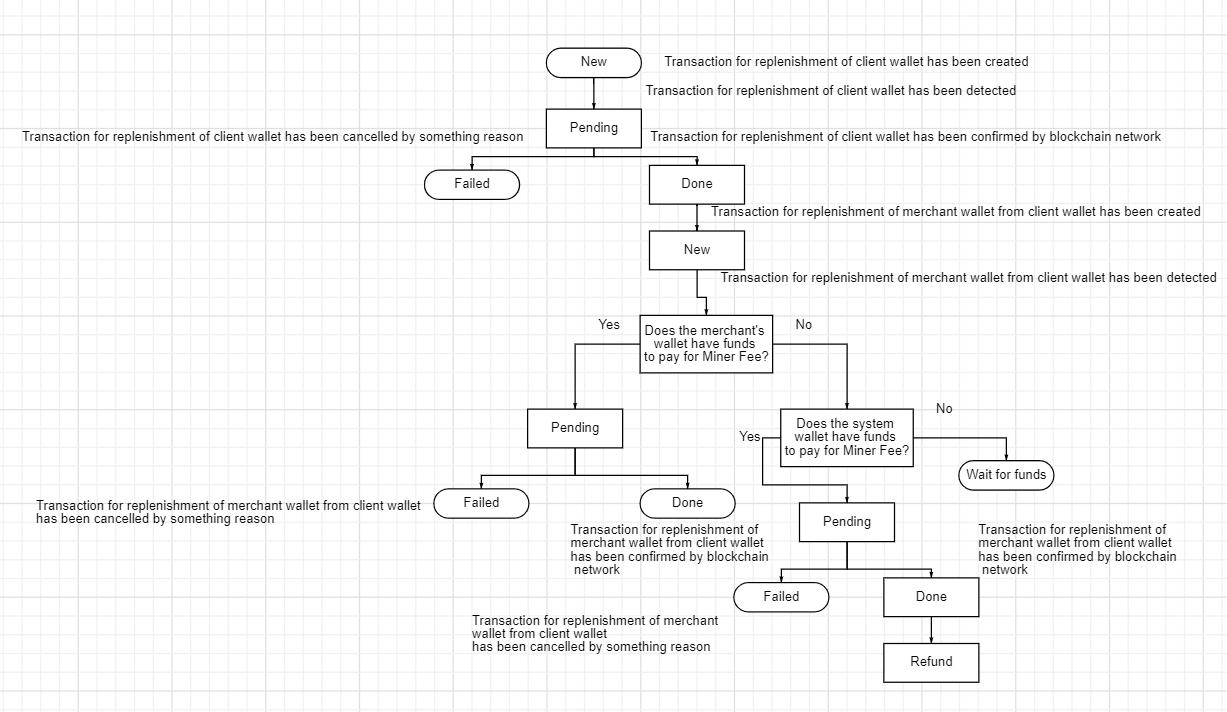 New
Transaction for replenishment of client wallet has been created
Transaction for replenishment of client wallet has been detected
Pending
Transaction for replenishment of client wallet has been cancelled by something reason
Transaction for replenishment of client wallet has been confirmed by blockchain network
Failed
Done
Transaction for replenishment of merchant wallet from client wallet has been created
New
Transaction for replenishment of merchant wallet from client wallet has been detected
Yes
No
Does the merchant's
wallet have funds
to pay for Miner Fee?
No
Pending
Does the system
wallet have funds
to pay for Miner Fee?
Yes
Wait for funds
Failed
Done
Transaction for replenishment of merchant wallet from client wallet
has been cancelled by something reason
Pending
Transaction for replenishment of
merchant wallet from client wallet
has been confirmed by blockchain
network
Transaction for replenishment of
merchant wallet from client wallet
has been confirmed by blockchain
network
Failed
Done
Transaction for replenishment of merchant
wallet from client wallet
has been cancelled by something reason
Refund